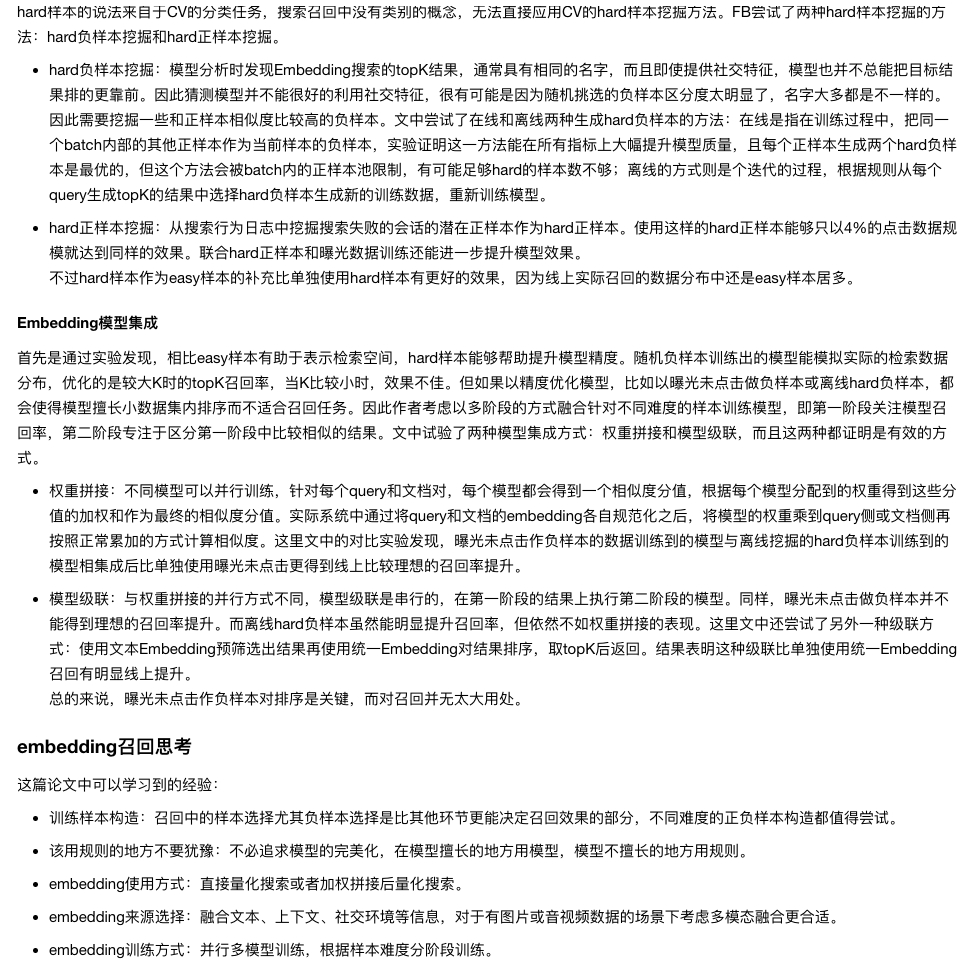 hard样本的说法来自于CV的分类任务，搜索召回中没有类别的概念，无法直接应用CV的hard样本挖掘方法。FB尝试了两种hard样本挖掘的方
法：hard负样本挖掘和hard正样本挖掘。
• hard负样本挖掘：模型分析时发现Embedding搜索的topK结果，通常具有相同的名字，而且即使提供社交特征，模型也并不总能把目标结
果排的更靠前。因此猜测模型并不能很好的利用社交特征，很有可能是因为随机挑选的负样本区分度太明显了，名字大多都是不一样的。
因此需要挖掘一些和正样本相似度比较高的负样本。文中尝试了在线和离线两种生成hard负样本的方法：在线是指在训练过程中，把同一
个batch内部的其他正样本作为当前样本的负样本，实验证明这一方法能在所有指标上大幅提升模型质量，且每个正样本生成两个hard负样
本是最优的，但这个方法会被batch内的正样本池限制，有可能足够hard的样本数不够；离线的方式则是个迭代的过程，根据规则从每个
query生成topK的结果中选择hard负样本生成新的训练数据，重新训练模型。
• hard正样本挖掘：从搜索行为日志中挖掘搜索失败的会话的潜在正样本作为hard正样本。使用这样的hard正样本能够只以4%的点击数据规
模就达到同样的效果。联合hard正样本和曝光数据训练还能进一步提升模型效果。
不过hard样本作为easy样本的补充比单独使用hard样本有更好的效果，因为线上实际召回的数据分布中还是easy样本居多。
Embedding模型集成
首先是通过实验发现，相比easy样本有助于表示检索空间，hard样本能够帮助提升模型精度。随机负样本训练出的模型能模拟实际的检索数据
分布，优化的是较大K时的topK召回率，当K比较小时，效果不佳。但如果以精度优化模型，比如以曝光未点击做负样本或离线hard负样本，都
会使得模型擅长小数据集内排序而不适合召回任务。因此作者考虑以多阶段的方式融合针对不同难度的样本训练模型，即第一阶段关注模型召
回率，第二阶段专注于区分第一阶段中比较相似的结果。文中试验了两种模型集成方式：权重拼接和模型级联，而且这两种都证明是有效的方
式。
• 权重拼接：不同模型可以并行训练，针对每个query和文档对，每个模型都会得到一个相似度分值，根据每个模型分配到的权重得到这些分
值的加权和作为最终的相似度分值。实际系统中通过将query和文档的embedding各自规范化之后，将模型的权重乘到query侧或文档侧再
按照正常累加的方式计算相似度。这里文中的对比实验发现，曝光未点击作负样本的数据训练到的模型与离线挖掘的hard负样本训练到的
模型相集成后比单独使用曝光未点击更得到线上比较理想的召回率提升。
• 模型级联：与权重拼接的并行方式不同，模型级联是串行的，在第一阶段的结果上执行第二阶段的模型。同样，曝光未点击做负样本并不
能得到理想的召回率提升。而离线hard负样本虽然能明显提升召回率，但依然不如权重拼接的表现。这里文中还尝试了另外一种级联方
式：使用文本Embedding预筛选出结果再使用统一Embedding对结果排序，取topK后返回。结果表明这种级联比单独使用统一Embedding
召回有明显线上提升。
总的来说，曝光未点击作负样本对排序是关键，而对召回并无太大用处。
embedding召回思考
这篇论文中可以学习到的经验：
• 训练样本构造：召回中的样本选择尤其负样本选择是比其他环节更能决定召回效果的部分，不同难度的正负样本构造都值得尝试。
• 该用规则的地方不要犹豫：不必追求模型的完美化，在模型擅长的地方用模型，模型不擅长的地方用规则。
• embedding使用方式：直接量化搜索或者加权拼接后量化搜索。
• embedding来源选择：融合文本、上下文、社交环境等信息，对于有图片或音视频数据的场景下考虑多模态融合更合适。
• embedding训练方式：并行多模型训练，根据样本难度分阶段训练。